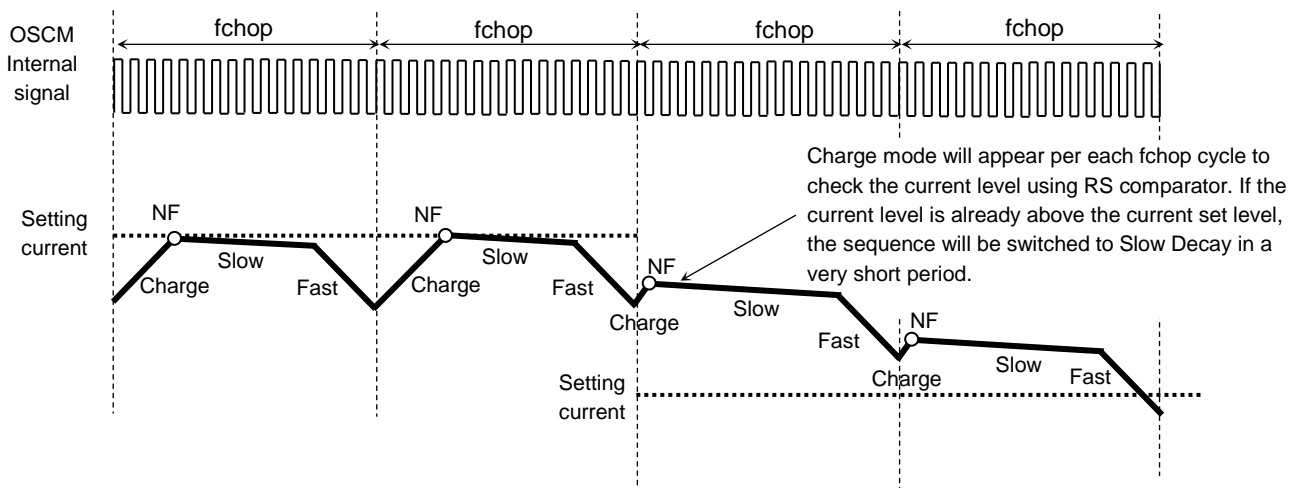 OSCM
Internal
signal
fchop
fchop
fchop
fchop
Charge mode will appear per each fchop cycle to
check the current level using RS comparator. If the
current level is already above the current set level,
the sequence will be switched to Slow Decay in a
very short period.
Setting
current
NF
Slow
Charge
Fast
NF
Slow
Charge
Fast
NF
Charge
Slow
Fast
NF
Charge
Slow
Fast
Setting
current